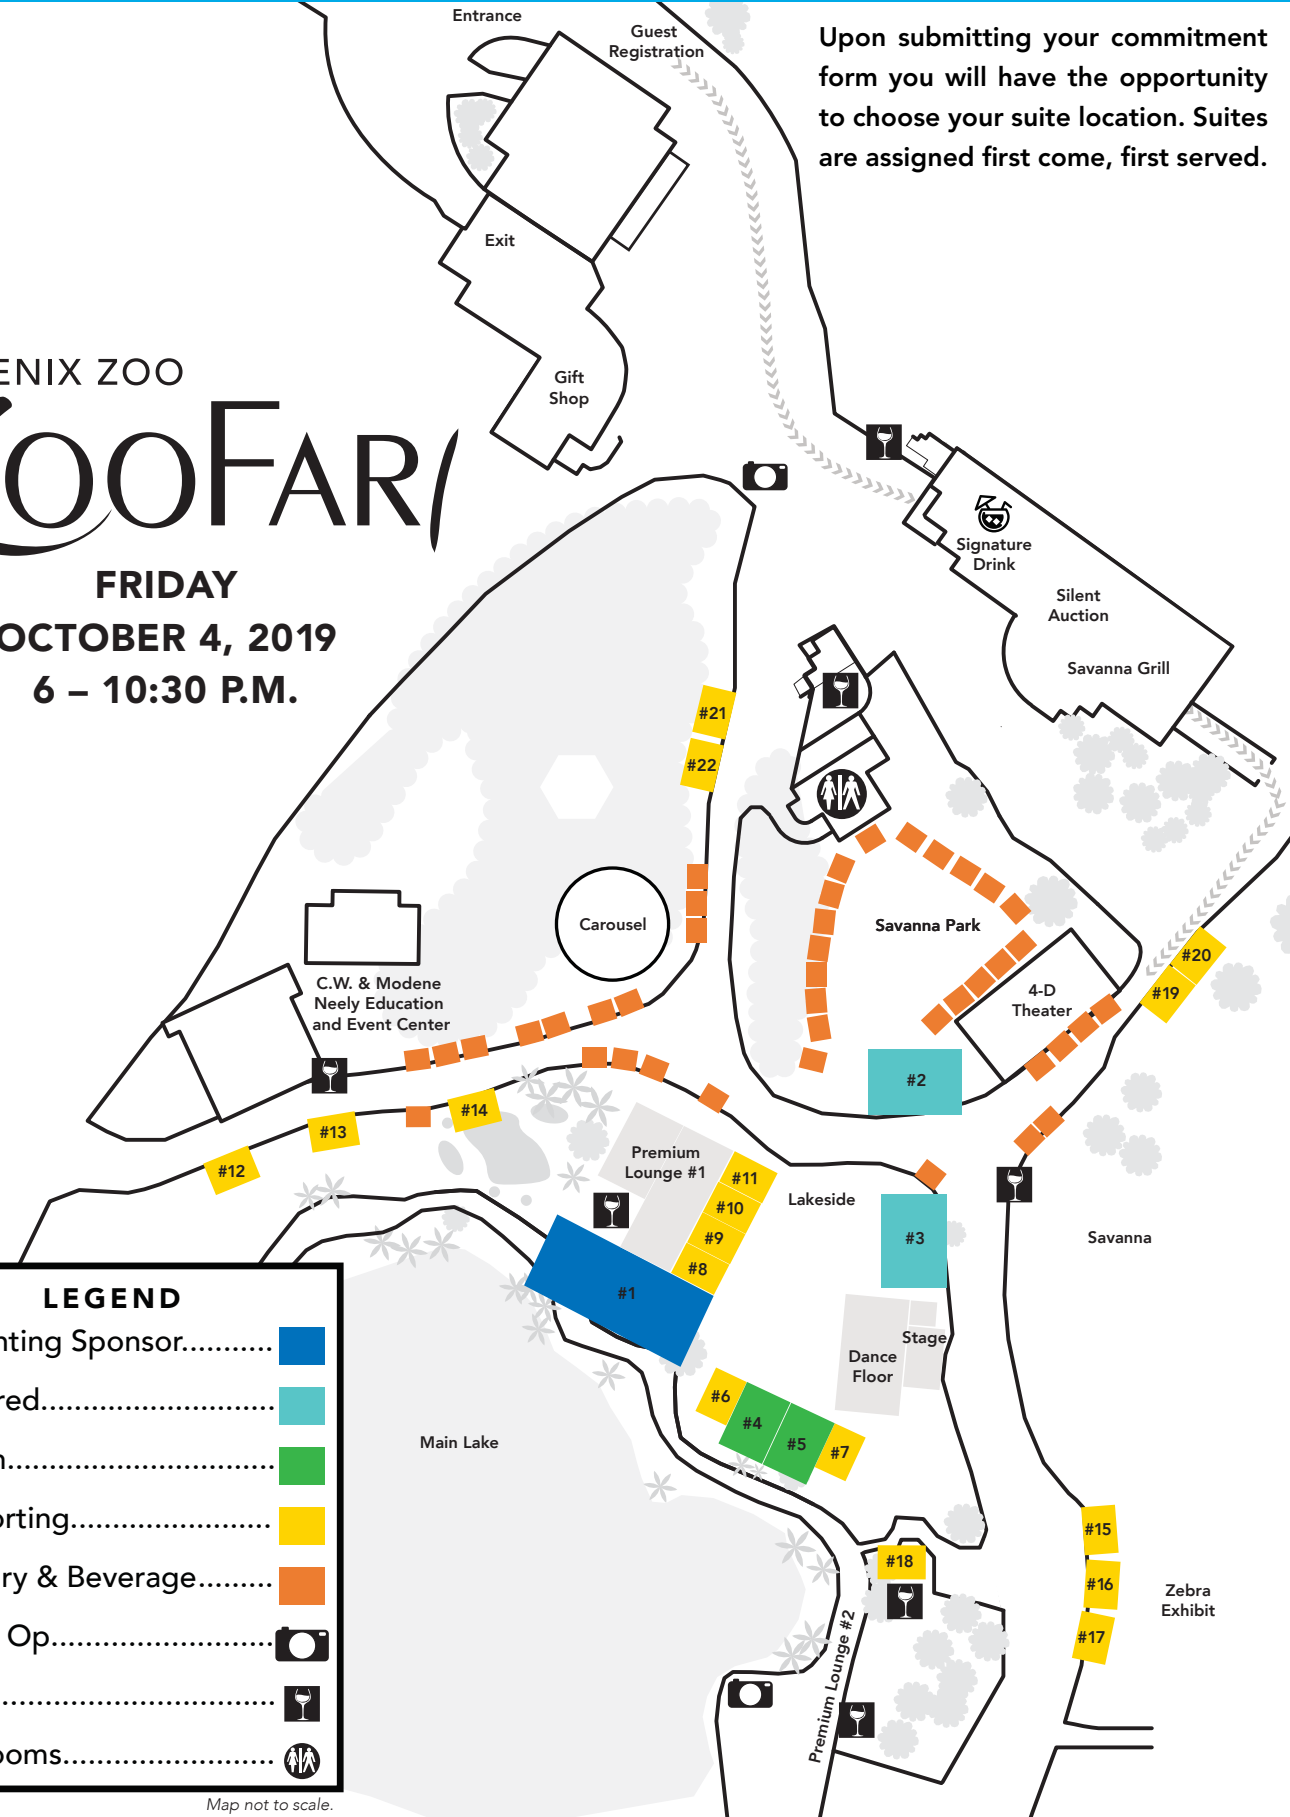 Entrance
Guest
Registration
Upon submitting your commitment
form you will have the opportunity
to choose your suite location. Suites
are assigned first come, first served.
Exit
Gift
Shop
ENIX ZOO
ZOOFARI
FRIDAY
OCTOBER 4, 2019
6 – 10:30 P.M.
Signature
Drink
Silent
Auction
Savanna Grill
#21
#22
Carousel
Savanna Park
C.W. & Modene
Neely Education
and Event Center
4-D
Theater
#20
#19
#2
#14
#13
#12
Premium
Lounge #1
#11
#10
#9
#8
#1
Lakeside
#3
Savanna
Stage
Dance
Floor
#6
#4
#5
#7
Main Lake
#15
#16
#17
#18
Zebra
Exhibit
Premium Lounge #2
LEGEND
nting Sponsor...........
red............................
n................................
orting........................
ry & Beverage.........
Op...........................
..............................
ooms.........................
Map not to scale.